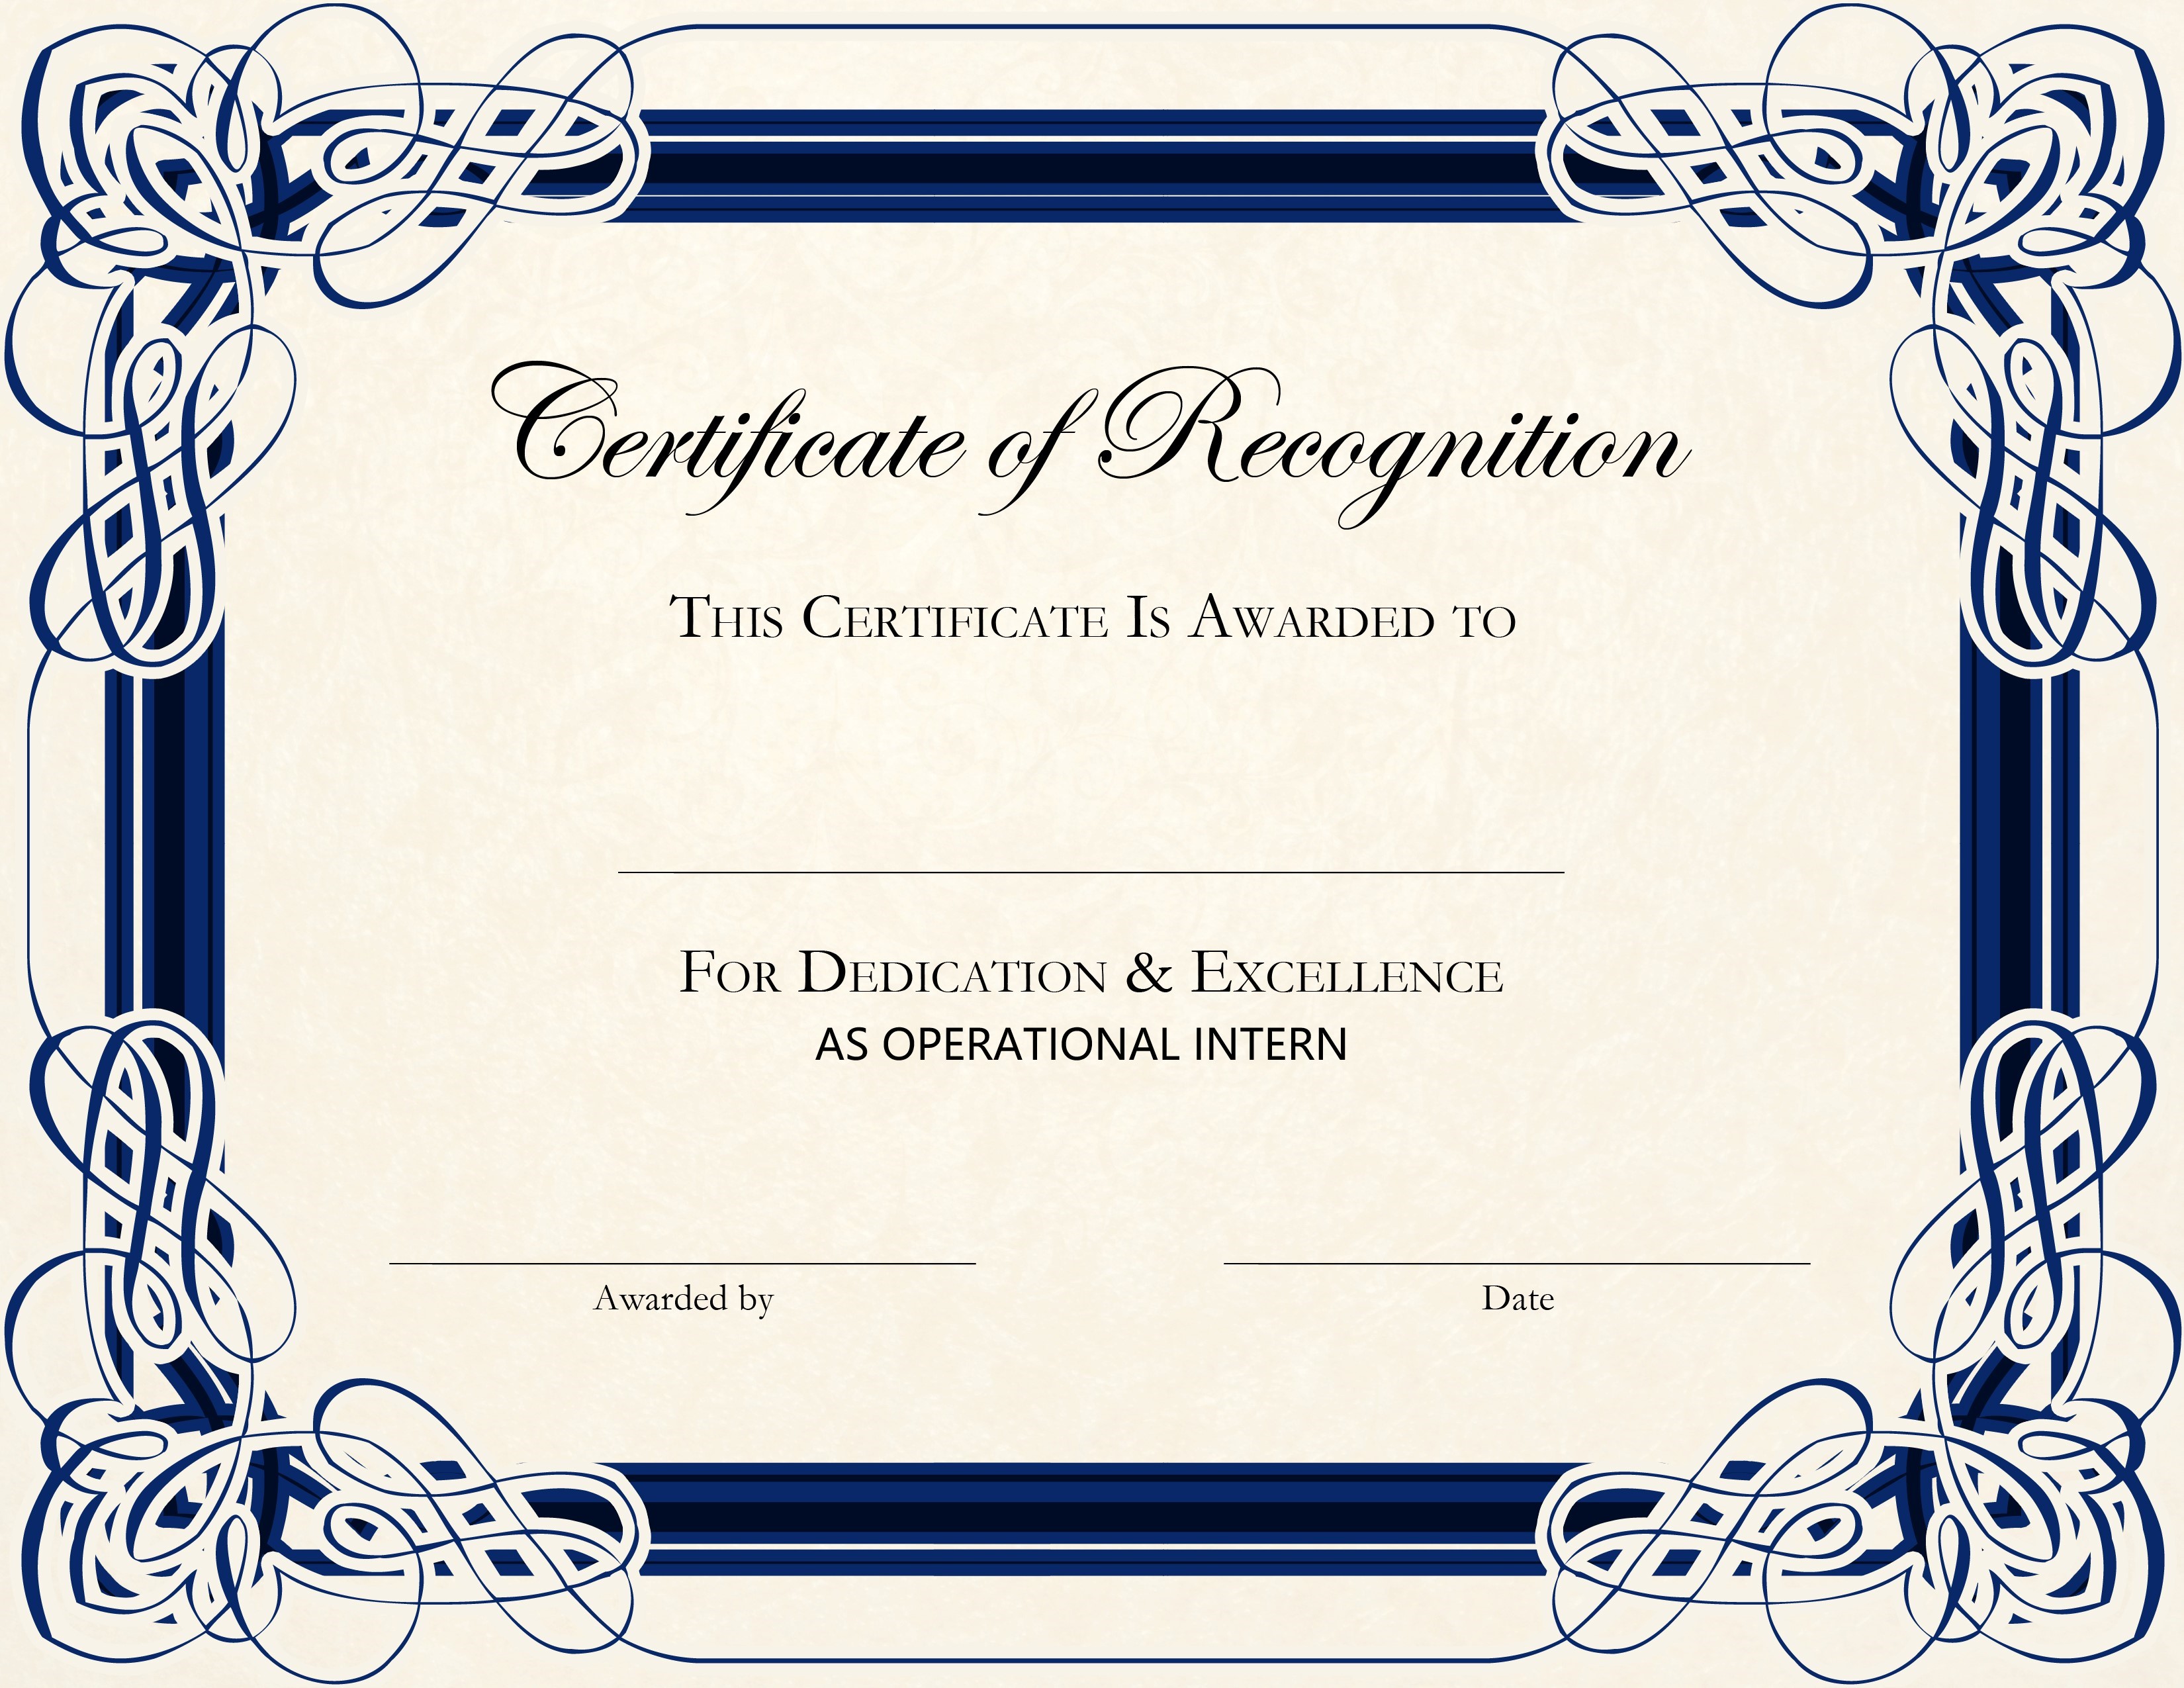 Certificate of Recognition
This Certificate Is Awarded to
For Dedication & Excellence
AS OPERATIONAL INTERN
Awarded by
Date